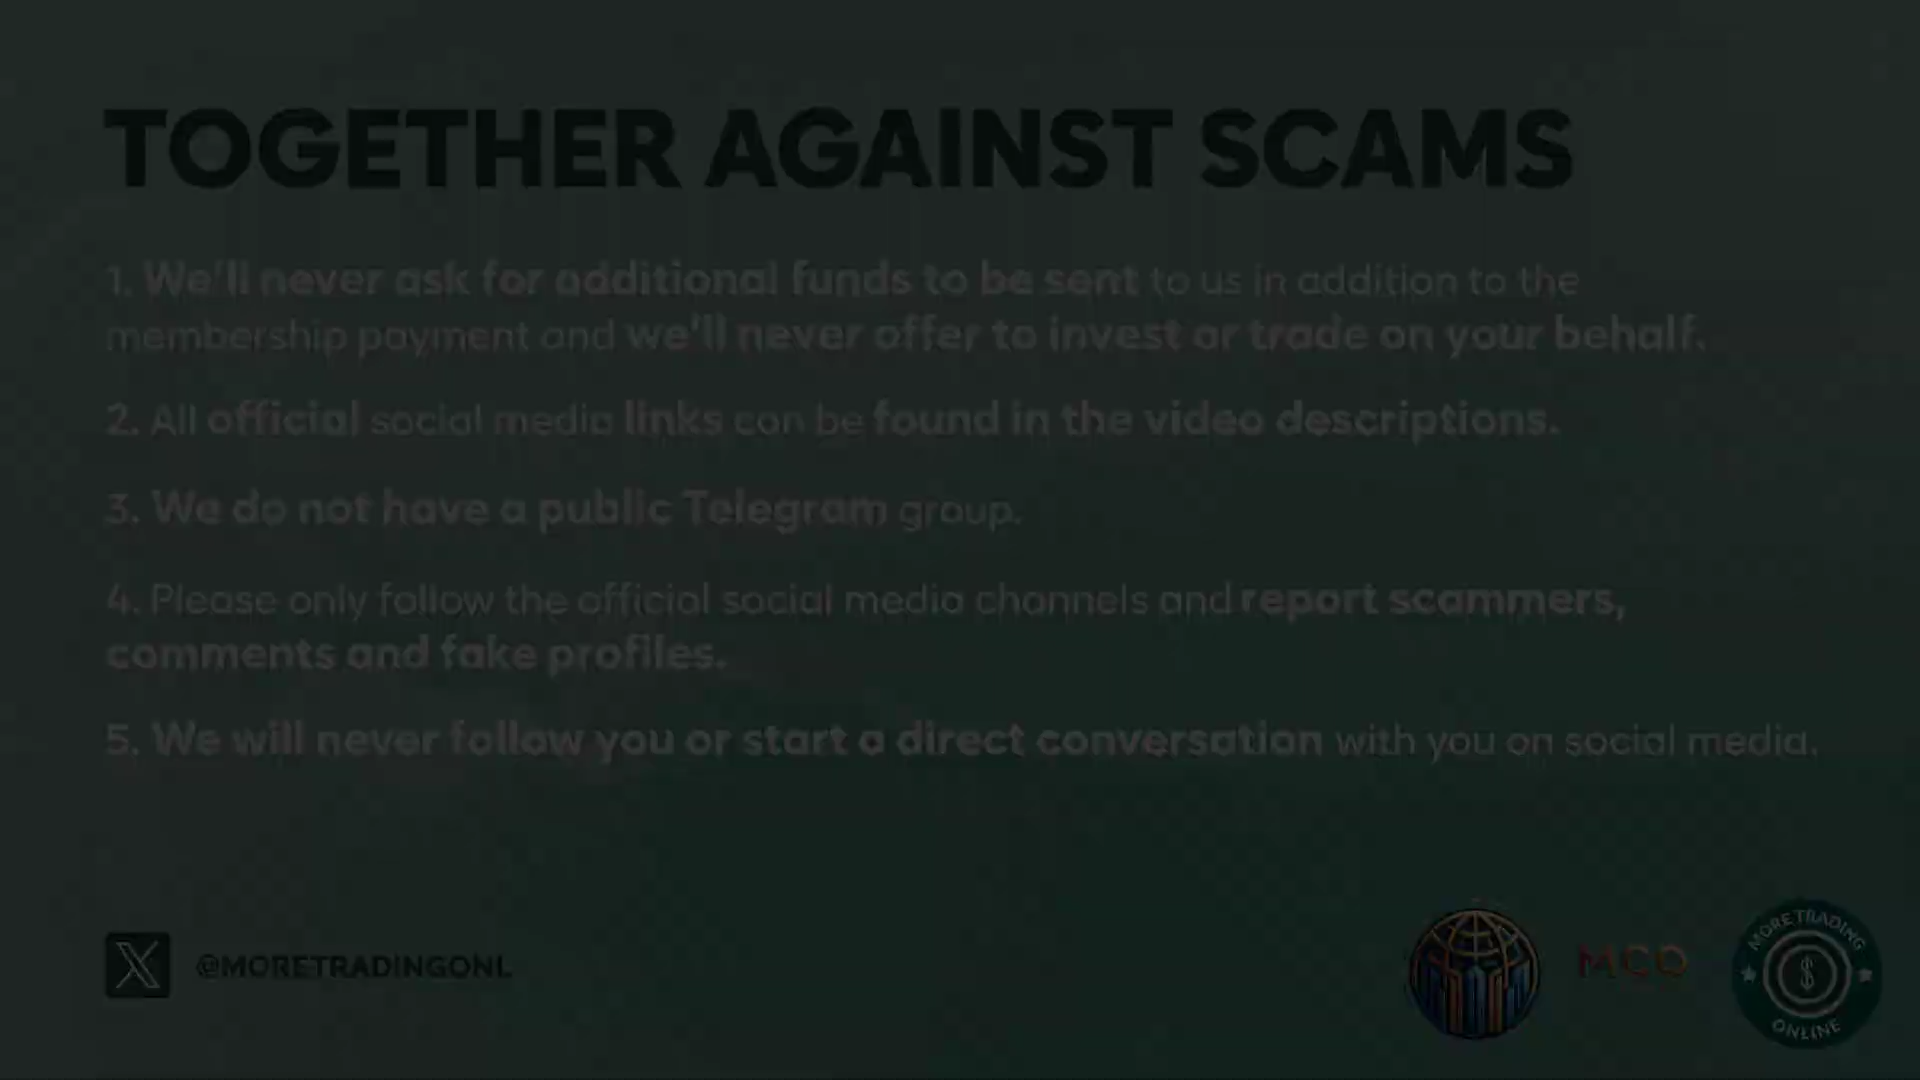 TOGETHER AGAINST SCAMS
1. We'll never ask for additional funds to be sent to us in addition to the
membership payment and we'll never offer to invest or trade on your behalf.
2. All official social media links can be found in the video descriptions.
3. We do not have a public Telegram group.
4. Please only follow the official social media channels and report scammers,
comments and fake profiles.
5. We will never follow you or start a direct conversation with you on social media.
@MORETRADINGONL
MCO
MORETRADING
ONLINE